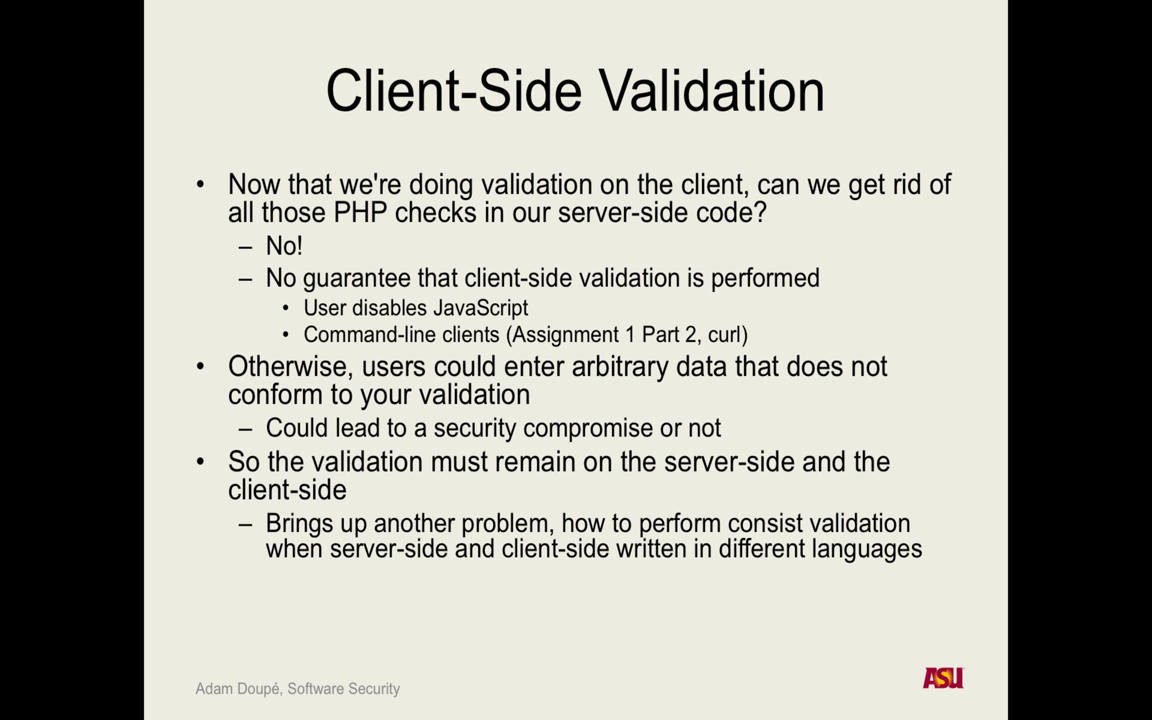 Client-Side Validation
• Now that we're doing validation on the client, can we get rid of
all those PHP checks in our server-side code?
– No!
– No guarantee that client-side validation is performed
• User disables JavaScript
• Command-line clients (Assignment 1 Part 2, curl)
• Otherwise, users could enter arbitrary data that does not
conform to your validation
– Could lead to a security compromise or not
• So the validation must remain on the server-side and the
client-side
– Brings up another problem, how to perform consist validation
when server-side and client-side written in different languages
Adam Doupé, Software Security
ASU